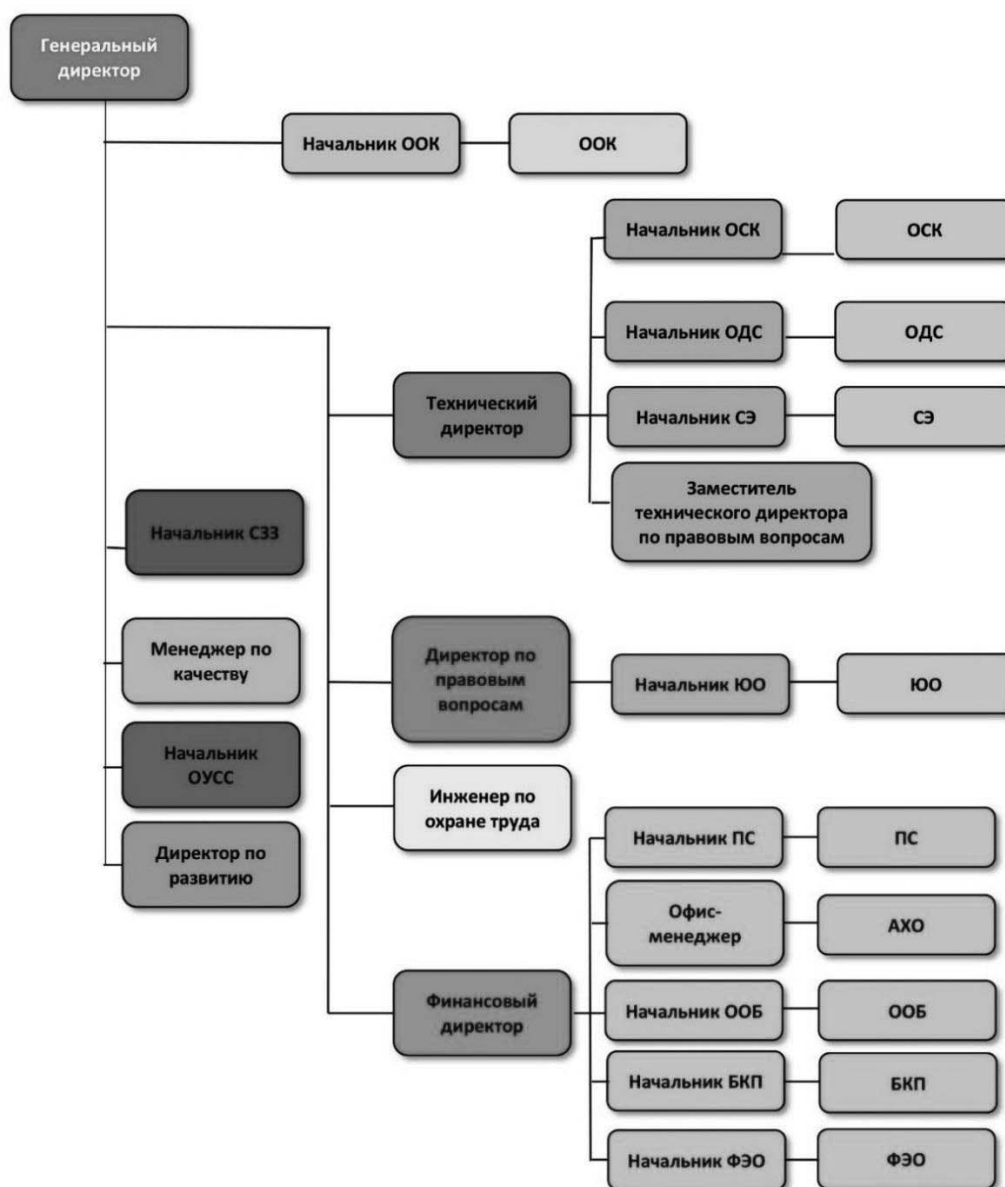 Генеральный
директор
Начальник ООК
ООК
Начальник ОСК
ОСК
Начальник ОДС
ОДС
Технический
директор
Начальник СЭ
СЭ
Заместитель
технического директора
по правовым вопросам
Начальник СЗЗ
Менеджер по
качеству
Директор по
правовым
вопросам
Начальник ЮО
ЮО
Начальник
ОУСС
Инженер по
охране труда
Директор по
развитию
Начальник ПС
ПС
Офис-
менеджер
АХО
Финансовый
директор
Начальник ООБ
ООБ
Начальник БКП
БКП
Начальник ФЭО
ФЭО